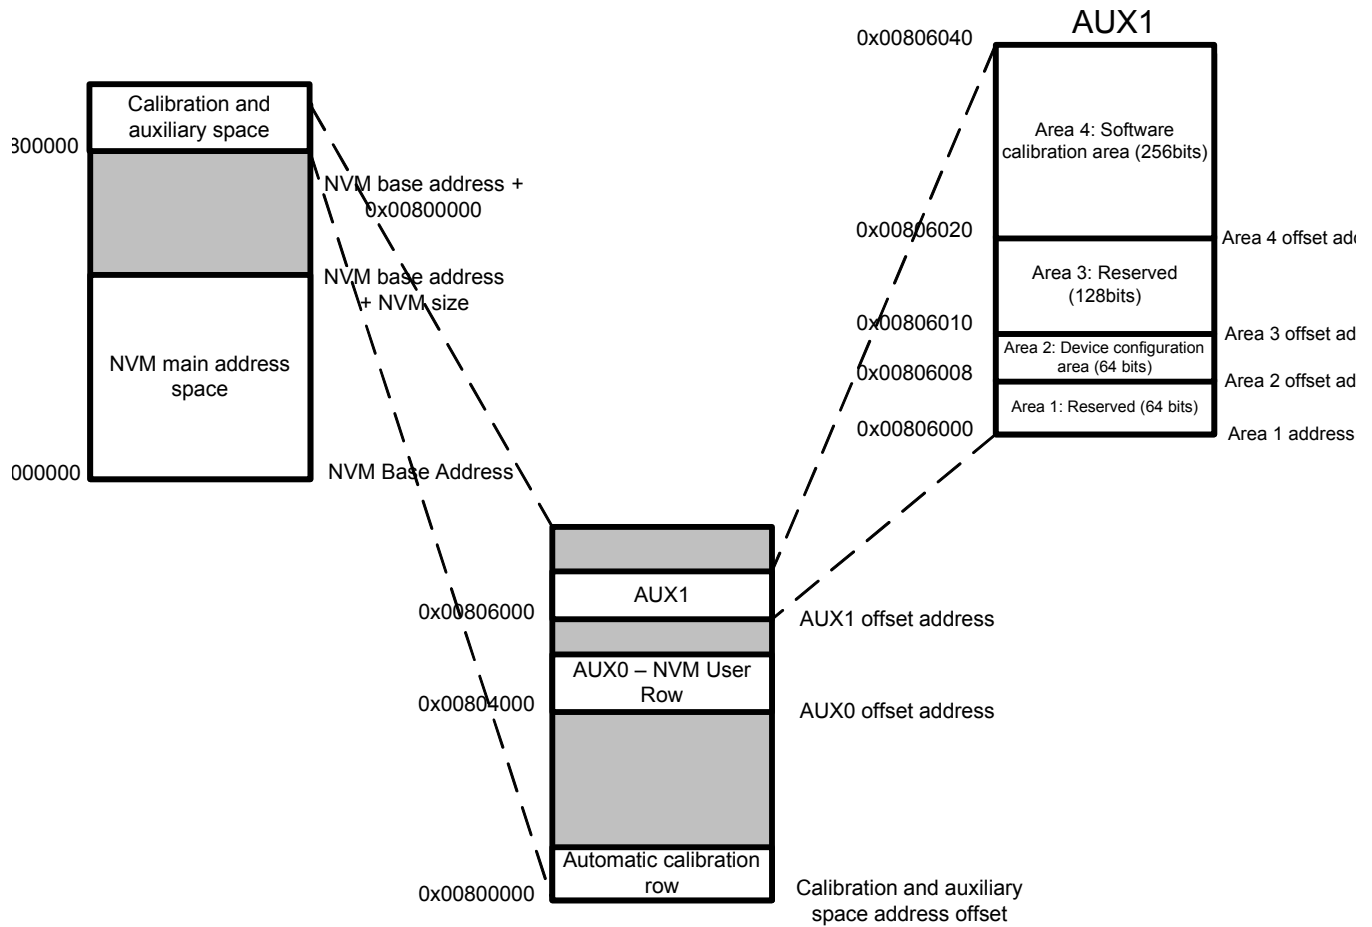 AUX1
0x00806040
Calibration and
auxiliary space
Area 4: Software
calibration area (256bits)
800000
NVM base address +
0x00800000
0x00806020
Area 4 offset add
NVM base address
+ NVM size
Area 3: Reserved
(128bits)
0x00806010
Area 3 offset ad
NVM main address
space
Area 2: Device configuration
area (64 bits)
0x00806008
Area 2 offset ad
Area 1: Reserved (64 bits)
0x00806000
Area 1 address
000000
NVM Base Address
AUX1
0x00806000
AUX1 offset address
AUX0 – NVM User
Row
0x00804000
AUX0 offset address
Automatic calibration
row
0x00800000
Calibration and auxiliary
space address offset